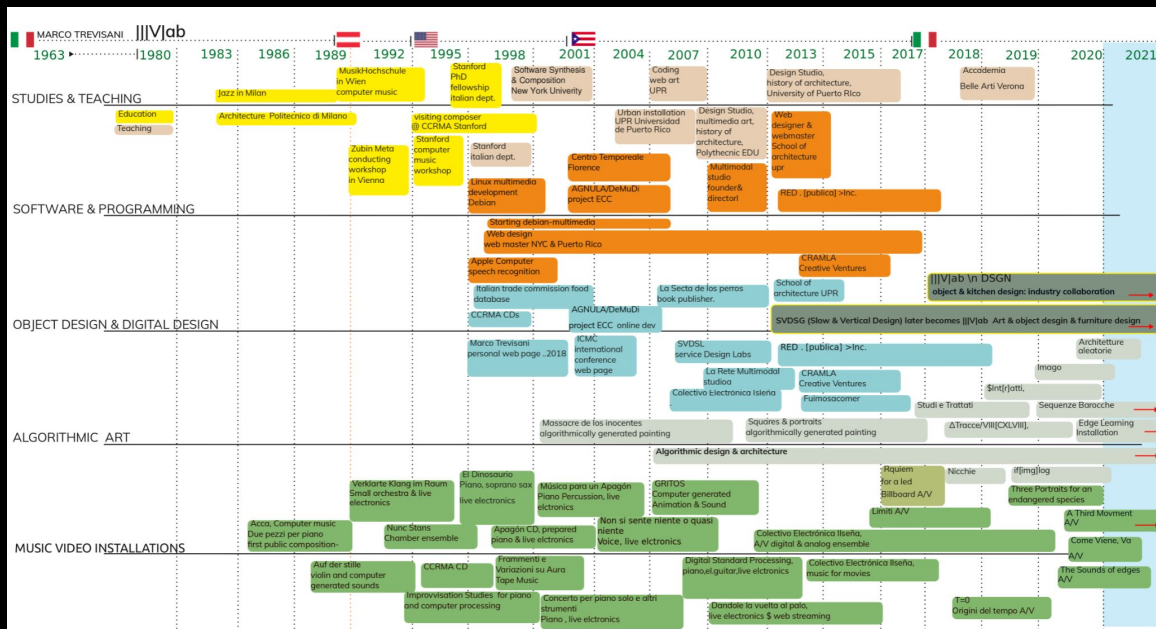 MARCO TREVISANI |||V|ab
1963 1980 1983 1986 1989 1992 1995 1998 2001 2004 2007 2010 2013 2015 2017 2018 2019 2020 2021
STUDIES & TEACHING
Education
Teaching
Jazz in Milan
MusikHochschule
in Wien
computer music
Stanford
PhD
fellowship
italian dept.
Software Synthesis
& Composition
New York Univerity
Coding
web art
UPR
Design Studio,
history of architecture,
University of Puerto RIco
Accademia
Belle Arti Verona
Architecture Politecnico di Milano
visiting composer
@ CCRMA Stanford
Urban installation
UPR Universidad
de Puerto Rico
Design Studio,
multimedia art,
history of
architecture,
Polythecnic EDU
Web
designer &
webmaster
School of
architecture
upr
Zubin Meta
conducting
workshop
in Vienna
Stanford
computer
music
workshop
Stanford
italian dept.
Centro Temporeale
Florence
Multimodal
studio
founder&
directorl
Linux multimedia
development
Debian
AGNULA/DeMuDi
project ECC
RED . [publica] >Inc.
SOFTWARE & PROGRAMMING
Starting debian-multimedia
Web design
web master NYC & Puerto Rico
Apple Computer
speech recognition
CRAMLA
Creative Ventures
|||V|ab \n DSGN
object & kitchen design: industry collaboration
Italian trade commission food
database
La Secta de los perros
book publisher.
School of
architecture UPR
CCRMA CDs
AGNULA/DeMuDi
project ECC online dev
SVDSG (Slow & Vertical Design) later becomes |||V|ab Art & object desgin & furniture design
OBJECT DESIGN & DIGITAL DESIGN
Marco Trevisani
personal web page ..2018
ICMC
international
conference
web page
SVDSL
service Design Labs
RED . [publica] >Inc.
Architetture
aleatorie
La Rete Multimodal
studioa
CRAMLA
Creative Ventures
Imago
Colectivo Electrónica Isleña
Fuimosacomer
$Int[r]atti,
Studi e Trattati
Sequenze Barocche
Massacre de los inocentes
algorithmically generated painting
Squares & portraits
algorithmically generated painting
ΔTracce/VIII[CXLVIII],
Edge Learning
Installation
ALGORITHMIC ART
Algorithmic design & architecture
Verklarte Klang im Raum
Small orchestra & live
electronics
El Dinosaurio
Piano, soprano sax
live electronics
Música para un Apagón
Piano Percussion, live
electronics
GRITOS
Computer generated
Animation & Sound
Rquiem
for a led
Billboard A/V
Nicchie
if[img]log
Three Portraits for an
endangered species
Limiti A/V
A Third Movment
A/V
Acca, Computer music
Due pezzi per piano
first public composition-
Nunc Stans
Chamber ensemble
Apagón CD, prepared
piano & live elctronics
Non si sente niente o quasi
niente
Voice, live elctronics
Colectivo Electrónica Ilseña,
A/V digital & analog ensemble
Come Viene, Va
A/V
MUSIC VIDEO INSTALLATIONS
Auf der stille
violin and computer
generated sounds
CCRMA CD
Frammenti e
Variazioni su Aura
Tape Music
Digital Standard Processing,
piano,el.guitar,live elctronics
Colectivo Electrónica Ilseña,
music for movies
The Sounds of edges
A/V
Improvvisation Studies for piano
and computer processing
Concerto per piano solo e altri
strumenti
Piano , live elctronics
Dandole la vuelta al palo,
live electronics $ web streaming
T=0
Origini del tempo A/V